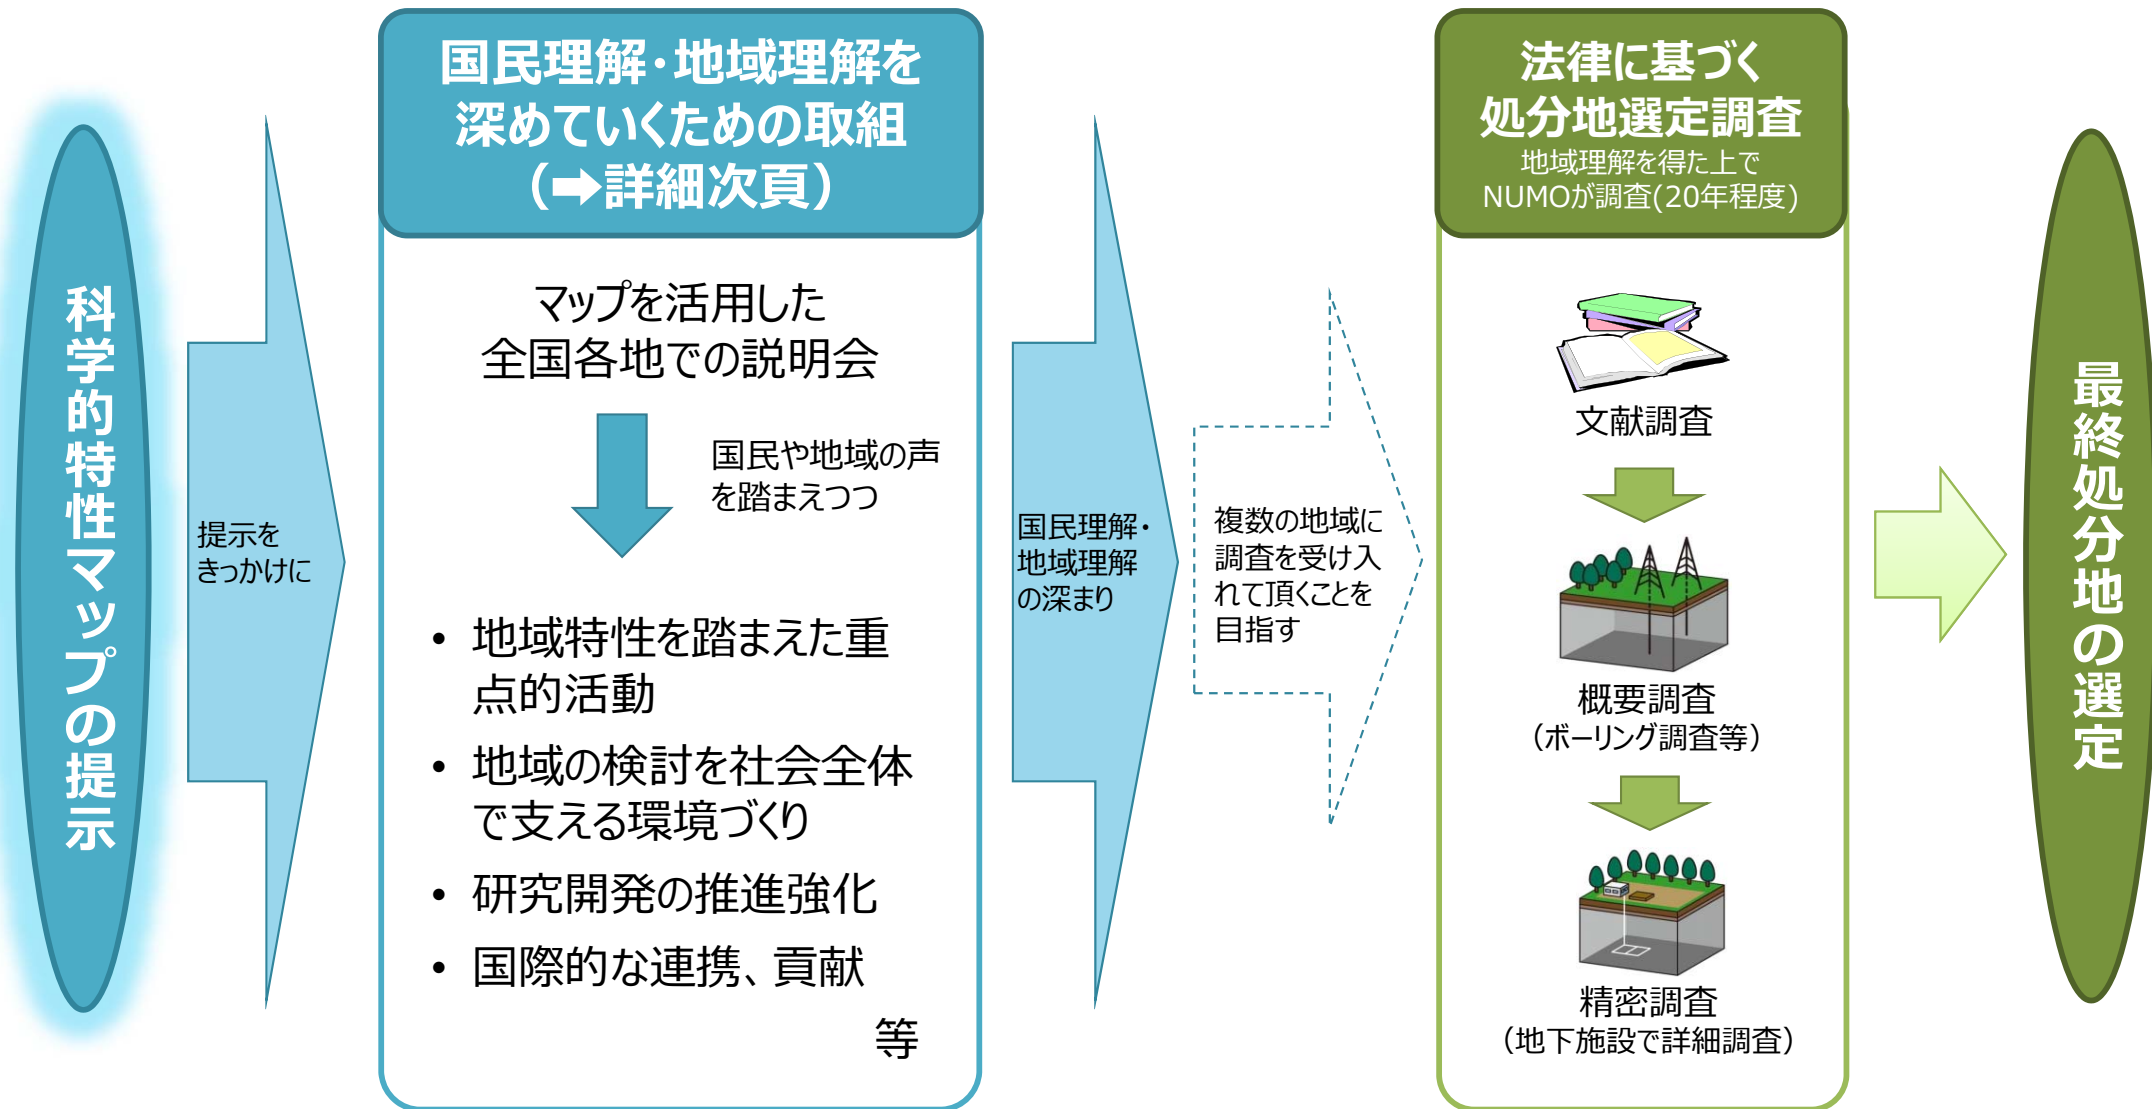 科学的特性マップの提示
提示を
きっかけに
国民理解・地域理解を
深めていくための取組
(➡詳細次頁)
マップを活用した
全国各地での説明会
国民や地域の声
を踏まえつつ
• 地域特性を踏まえた重
点的活動
• 地域の検討を社会全体
で支える環境づくり
• 研究開発の推進強化
• 国際的な連携、貢献
等
国民理解・
地域理解
の深まり
複数の地域に
調査を受け入
れて頂くことを
目指す
法律に基づく
処分地選定調査
地域理解を得た上で
NUMOが調査(20年程度)
文献調査
概要調査
(ボーリング調査等)
精密調査
(地下施設で詳細調査)
最終処分地の選定